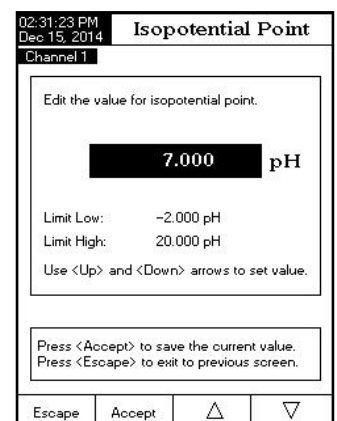 02:31:23 PM
Dec 15, 2014
Isopotential Point
Channel 1
Edit the value for isopotential point.
7.000 pH
Limit Low: -2.000 pH
Limit High: 20.000 pH
Use <Up> and <Down> arrows to set value.
Press <Accept> to save the current value.
Press <Escape> to exit to previous screen.
Escape Accept △ ▽